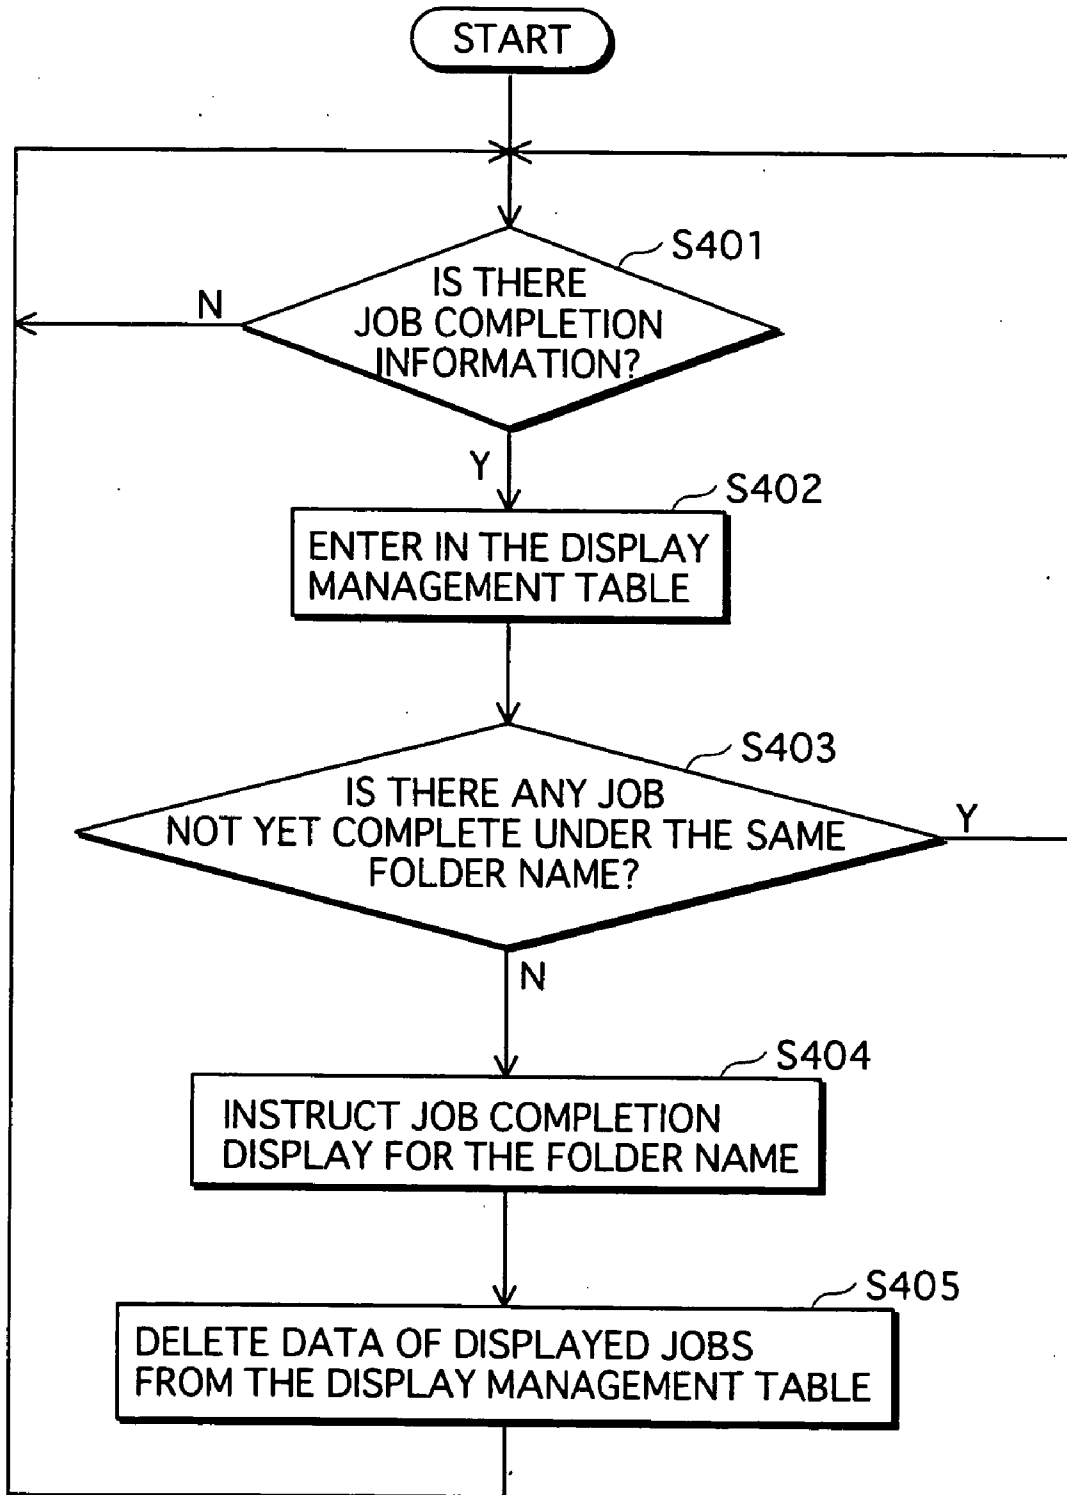 START
S401
IS THERE
JOB COMPLETION
INFORMATION?
N
Y
S402
ENTER IN THE DISPLAY
MANAGEMENT TABLE
S403
IS THERE ANY JOB
NOT YET COMPLETE UNDER THE SAME
FOLDER NAME?
Y
N
S404
INSTRUCT JOB COMPLETION
DISPLAY FOR THE FOLDER NAME
S405
DELETE DATA OF DISPLAYED JOBS
FROM THE DISPLAY MANAGEMENT TABLE